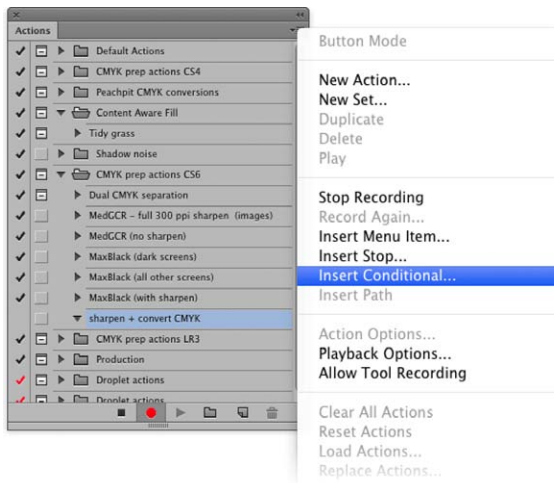 Actions
Default Actions
CMYK prep actions CS4
Peachpit CMYK conversions
Content Aware Fill
Tidy grass
Shadow noise
CMYK prep actions CS6
Dual CMYK separation
MedGCR – full 300 ppi sharpen (images)
MedGCR (no sharpen)
MaxBlack (dark screens)
MaxBlack (all other screens)
MaxBlack (with sharpen)
sharpen + convert CMYK
CMYK prep actions LR3
Production
Droplet actions
Droplet actions
Button Mode
New Action...
New Set...
Duplicate
Delete
Play
Stop Recording
Record Again...
Insert Menu Item...
Insert Stop...
Insert Conditional...
Insert Path
Action Options...
Playback Options...
Allow Tool Recording
Clear All Actions
Reset Actions
Load Actions...
Replace Actions...